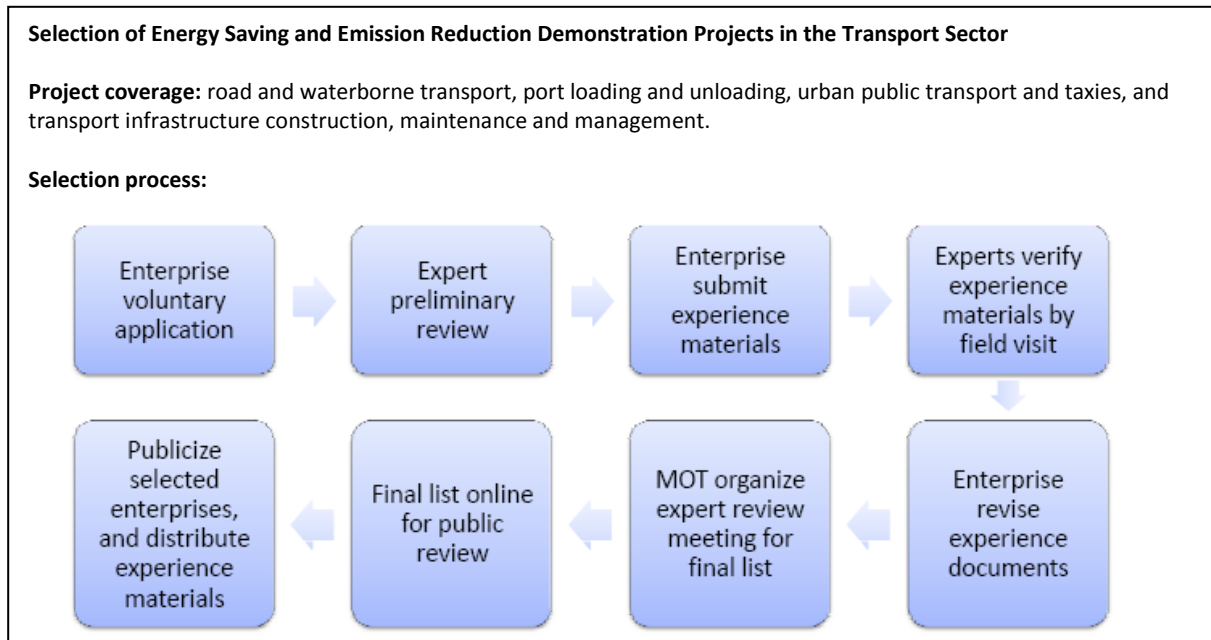 Selection of Energy Saving and Emission Reduction Demonstration Projects in the Transport Sector
Project coverage: road and waterborne transport, port loading and unloading, urban public transport and taxies, and
transport infrastructure construction, maintenance and management.
Selection process:
Enterprise
voluntary
application
Expert
preliminary
review
Enterprise
submit
experience
materials
Experts verify
experience
materials by
field visit
Enterprise
revise
experience
documents
MOT organize
expert review
meeting for
final list
Final list online
for public
review
Publicize
selected
enterprises,
and distribute
experience
materials